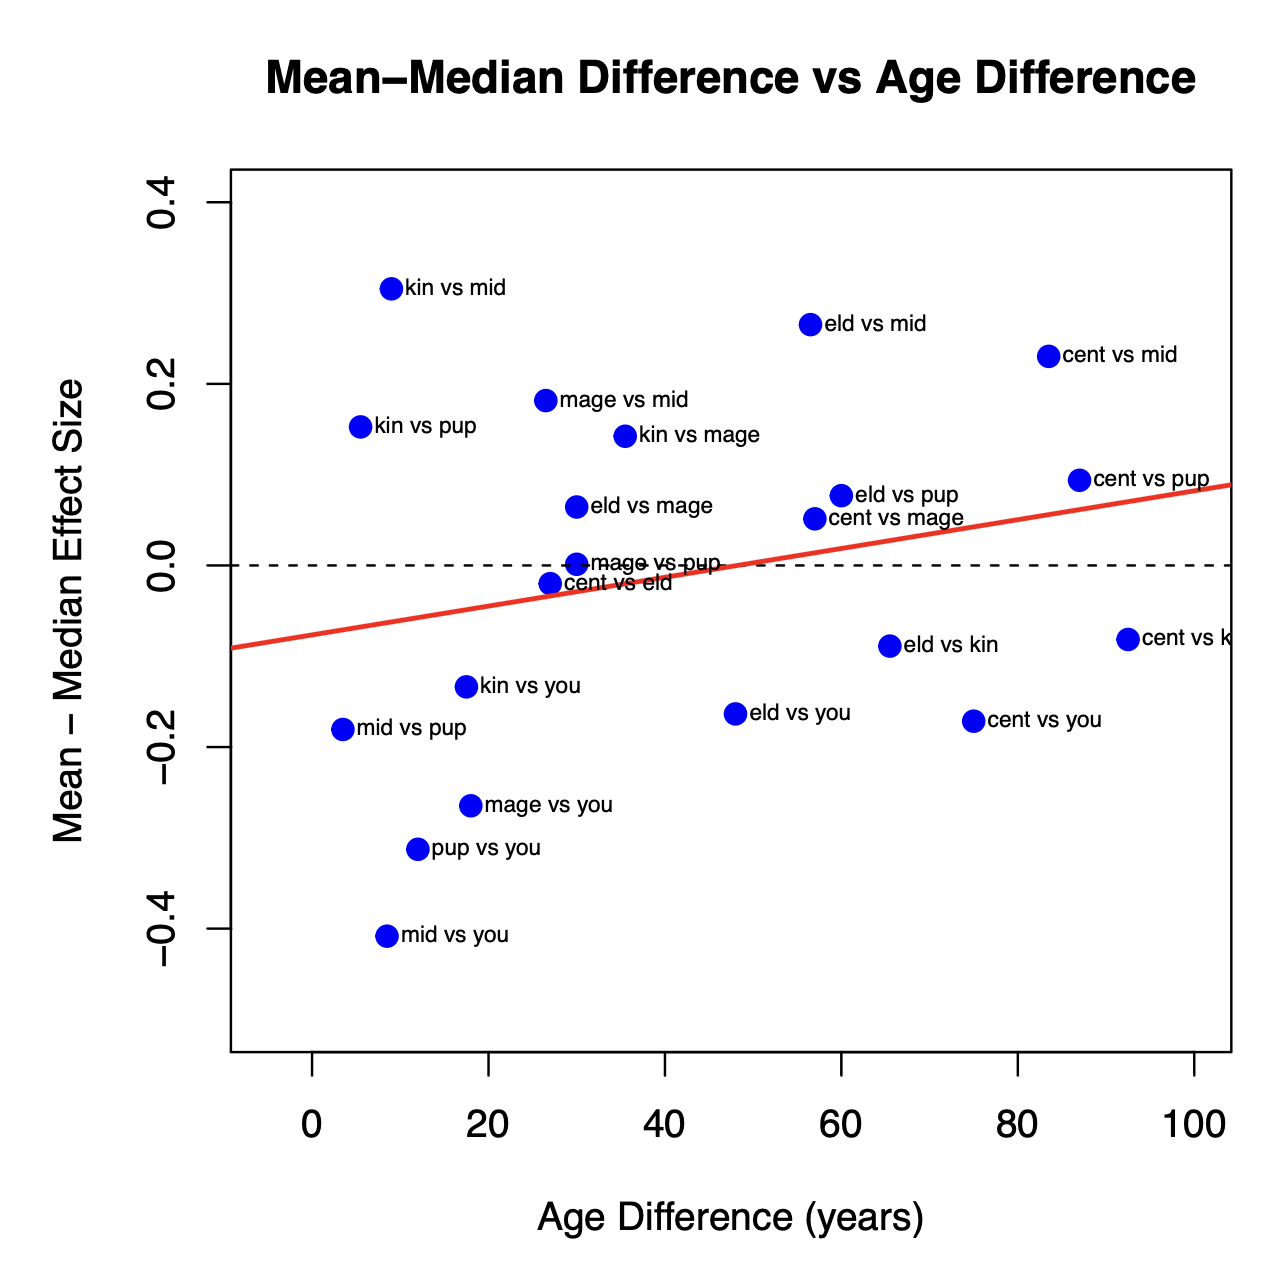 Mean−Median Difference vs Age Difference
Mean − Median Effect Size
0.4
0.2
0.0
−0.2
−0.4
kin vs mid
eld vs mid
cent vs mid
mage vs mid
kin vs pup
kin vs mage
cent vs pup
eld vs pup
eld vs mage
cent vs mage
mage vs pup
cent vs eld
cent vs k
eld vs kin
kin vs you
eld vs you
cent vs you
mid vs pup
mage vs you
pup vs you
mid vs you
0 20 40 60 80 100
Age Difference (years)